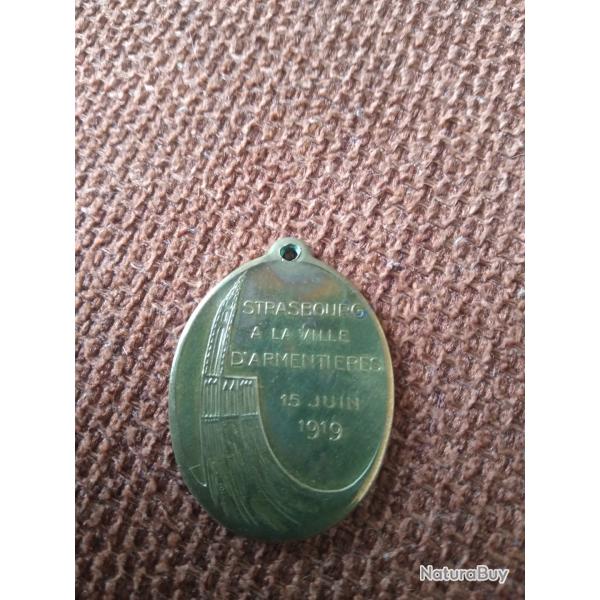 STRASBOURG
A LA VILLE
D'ARMENTIERES
15 JUIN
1919
NaturaBuy